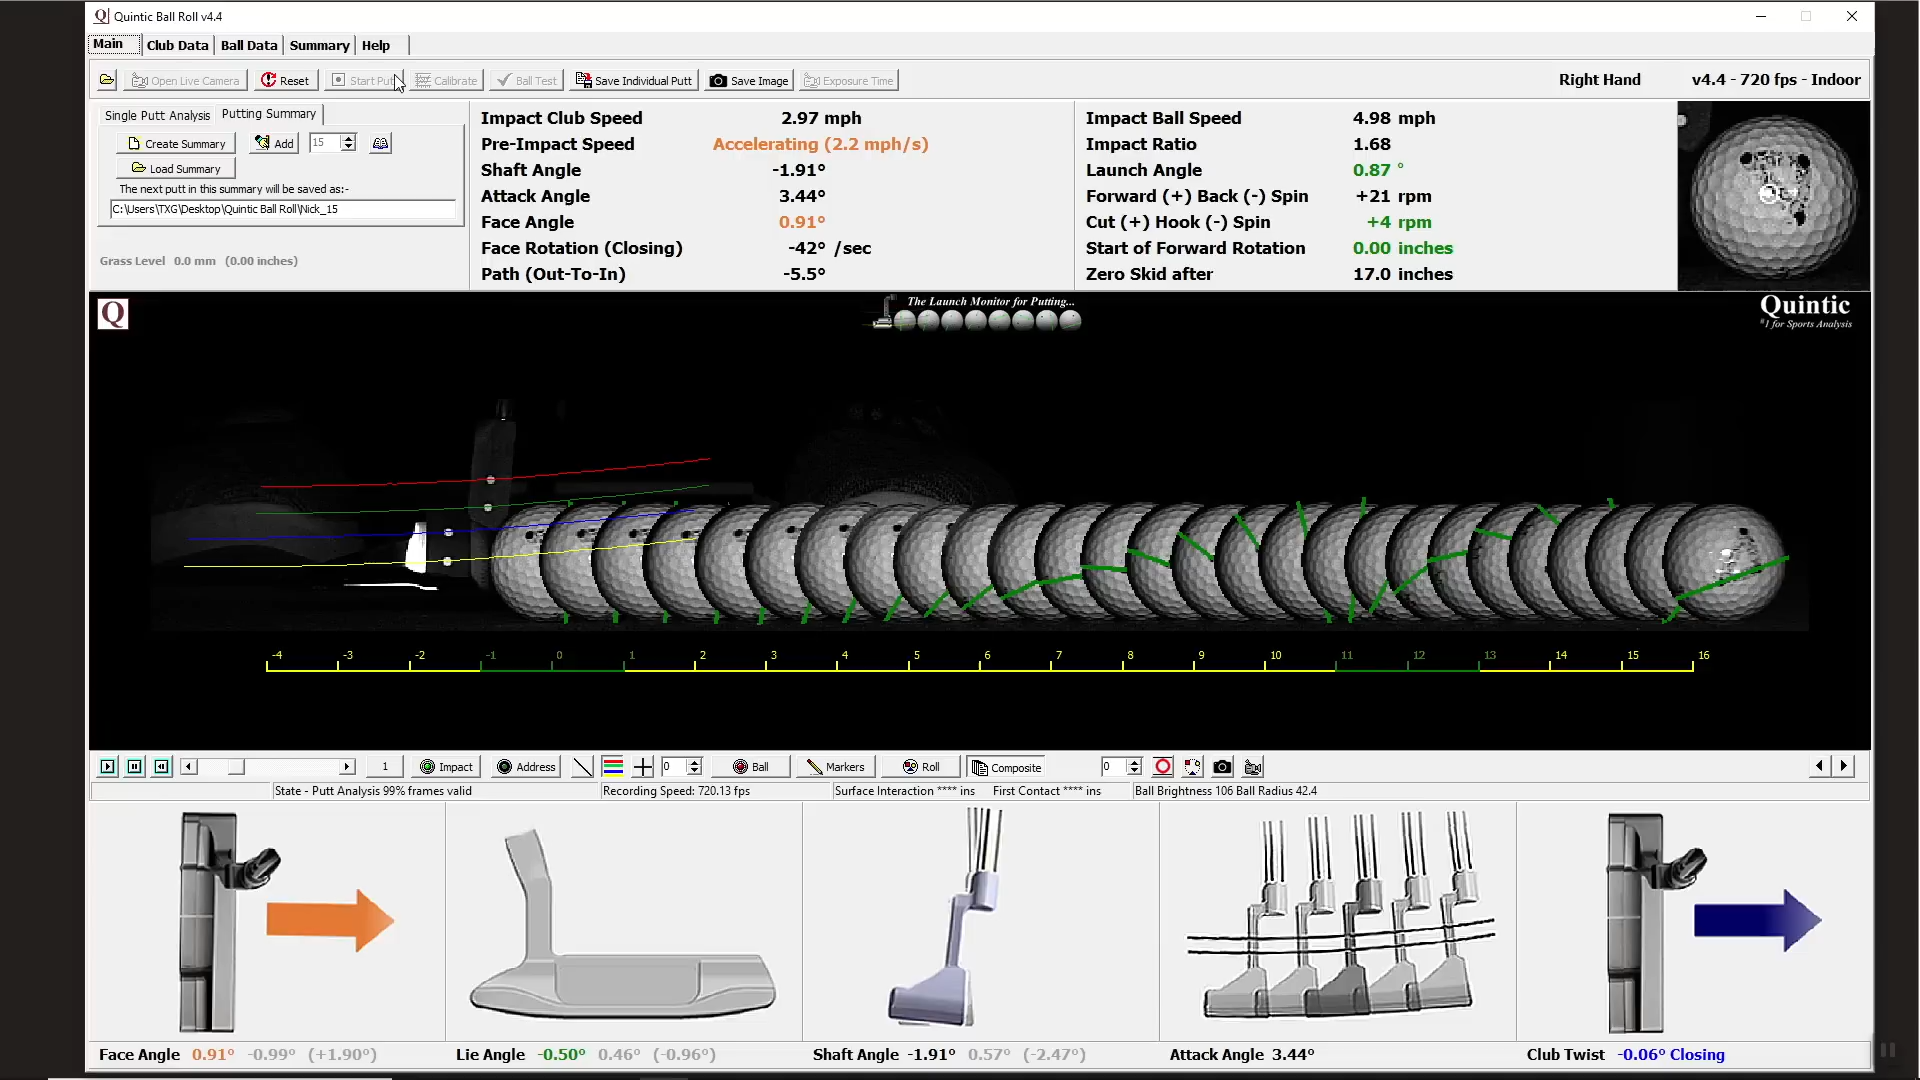 Quintic Ball Roll v4.4
Main Club Data Ball Data Summary Help
Open Live Camera Reset Start Putt Calibrate Ball Test Save Individual Putt Save Image Exposure Time Right Hand v4.4 - 720 fps - Indoor
Single Putt Analysis Putting Summary
Create Summary Add 15
Load Summary
The next putt in this summary will be saved as:-
C:\Users\TXG\Desktop\Quintic Ball Roll\Nick_15
Grass Level 0.0 mm (0.00 inches)
Impact Club Speed 2.97 mph
Pre-Impact Speed Accelerating (2.2 mph/s)
Shaft Angle -1.91°
Attack Angle 3.44°
Face Angle 0.91°
Face Rotation (Closing) -42° /sec
Path (Out-To-In) -5.5°
Impact Ball Speed 4.98 mph
Impact Ratio 1.68
Launch Angle 0.87 °
Forward (+) Back (-) Spin +21 rpm
Cut (+) Hook (-) Spin +4 rpm
Start of Forward Rotation 0.00 inches
Zero Skid after 17.0 inches
Q
The Launch Monitor for Putting...
Quintic
#1 for Sports Analysis
-4 -3 -2 -1 0 1 2 3 4 5 6 7 8 9 10 11 12 13 14 15 16
1 Impact Address 0 Ball Markers Roll Composite 0
State - Putt Analysis 99% frames valid Recording Speed: 720.13 fps Surface Interaction **** ins First Contact **** ins Ball Brightness 106 Ball Radius 42.4
Face Angle 0.91° -0.99° (+1.90°) Lie Angle -0.50° 0.46° (-0.96°) Shaft Angle -1.91° 0.57° (-2.47°) Attack Angle 3.44° Club Twist -0.06° Closing